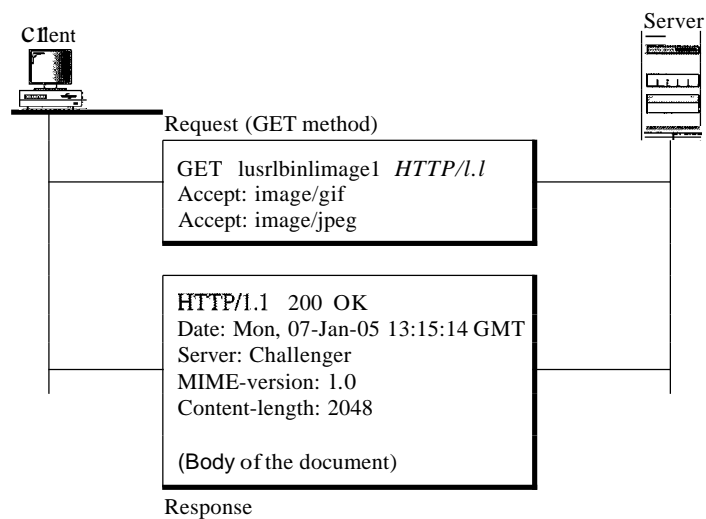 Client
Server
Request (GET method)
GET lusrlbinlimage1 HTTP/l.l
Accept: image/gif
Accept: image/jpeg
HTTP/1.1 200 OK
Date: Mon, 07-Jan-05 13:15:14 GMT
Server: Challenger
MIME-version: 1.0
Content-length: 2048
(Body of the document)
Response